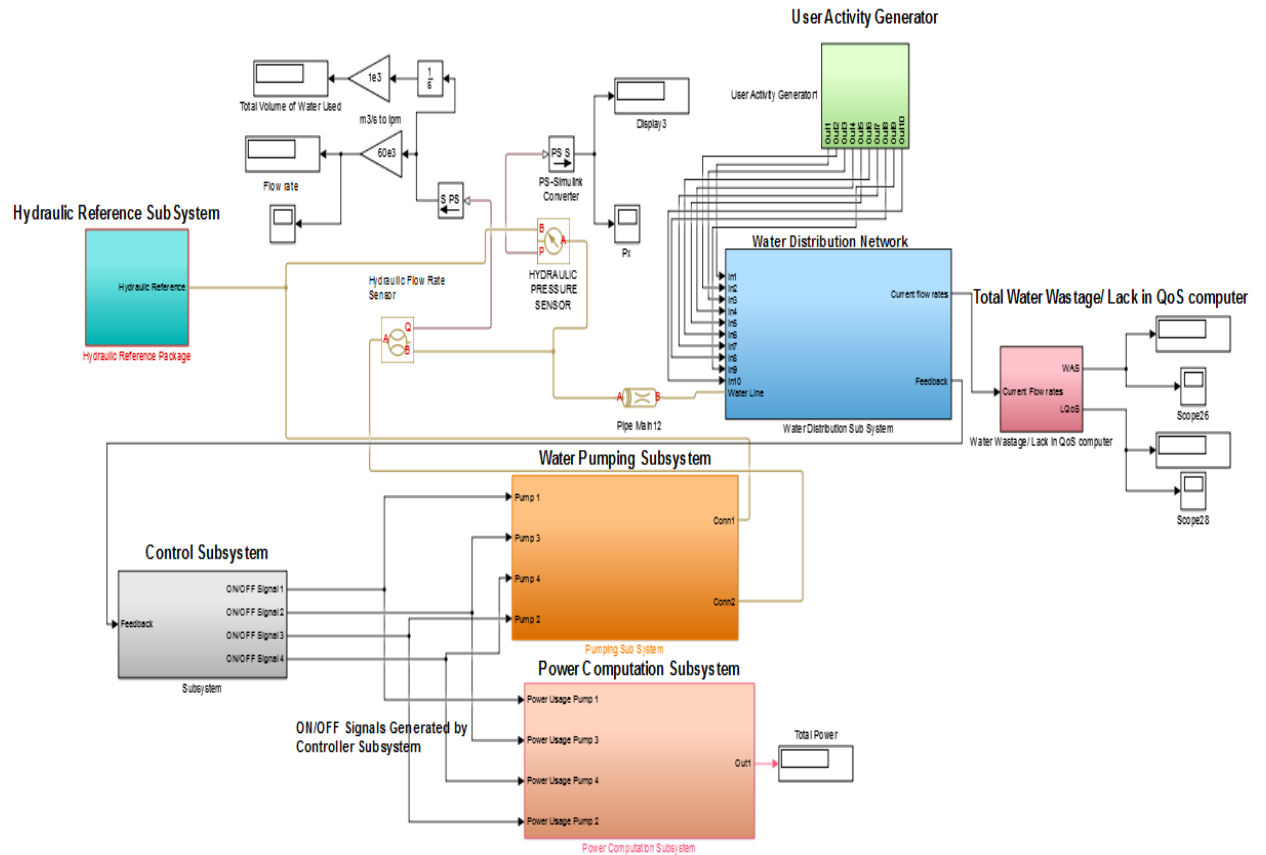 User Activity Generator
User Activity Generator1
Out1
Out2
Out3
Out4
Out5
Out6
Out7
Out8
Out9
Out10
1e3
1
s
Total Volume of Water Used
m3/s to lpm
60e3
Flow rate
S PS
PS S
PS-Simulink
Converter
Display3
Px
Hydraulic Reference SubSystem
Hydraulic Reference
Hydraulic Reference Package
Hydraulic Flow Rate
Sensor
A
Q
B
B
P
A
HYDRAULIC
PRESSURE
SENSOR
A
B
Pipe Main12
Water Distribution Network
In1
In2
In3
In4
In5
In6
In7
In8
In9
In10
Water Line
Current flow rates
Feedback
Water Distribution Sub System
Total Water Wastage/ Lack in QoS computer
Current Flow rates
WAS
LQoS
Water Wastage/ Lack in QoS computer
Scope26
Scope28
Water Pumping Subsystem
Pump 1
Pump 3
Pump 4
Pump 2
Conn1
Conn2
Pumping Sub System
Control Subsystem
Feedback
ON/OFF Signal 1
ON/OFF Signal 2
ON/OFF Signal 3
ON/OFF Signal 4
Subsystem
ON/OFF Signals Generated by
Controller Subsystem
Power Computation Subsystem
Power Usage Pump 1
Power Usage Pump 3
Power Usage Pump 4
Power Usage Pump 2
Out1
Total Power
Power Computation Subsystem